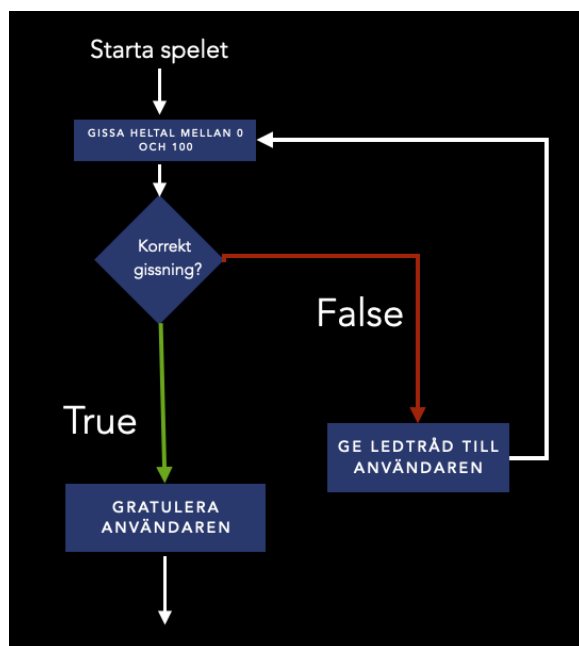 Starta spelet
GISSA HELTAL MELLAN 0
OCH 100
Korrekt
gissning?
False
True
GE LEDTRÅD TILL
ANVÄNDAREN
GRATULERA
ANVÄNDAREN